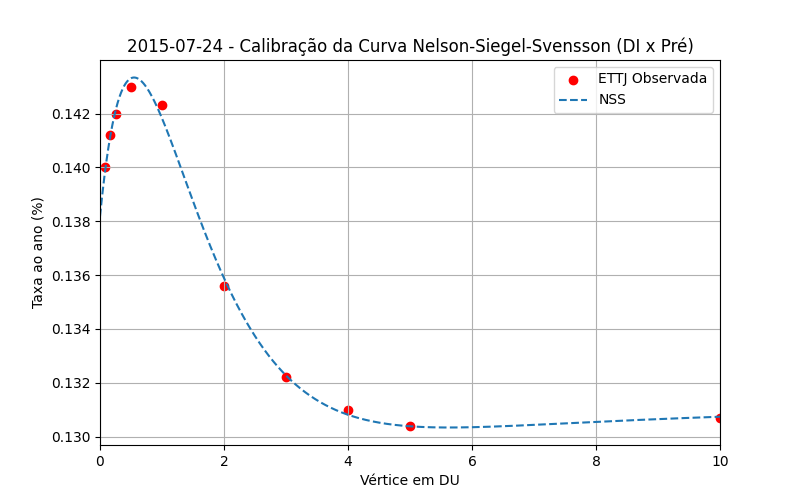 2015-07-24 - Calibração da Curva Nelson-Siegel-Svensson (DI x Pré)
ETTJ Observada
NSS
Taxa ao ano (%)
0.142
0.140
0.138
0.136
0.134
0.132
0.130
0 2 4 6 8 10
Vértice em DU